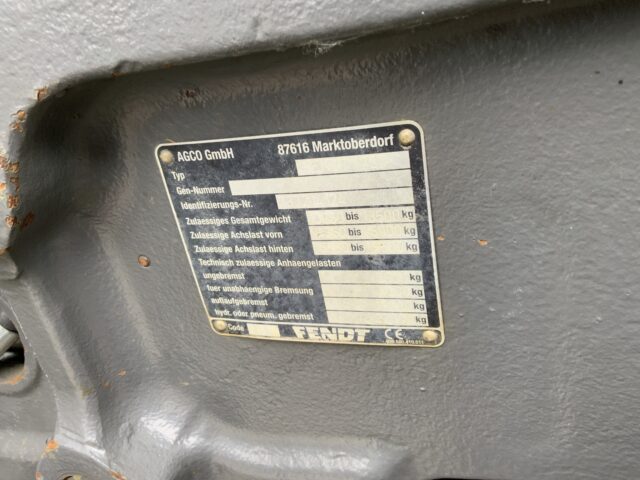 AGCO GmbH 87616 Marktoberdorf
Typ
Gen-Nummer
Identifizierungs-Nr.
Zulaessiges Gesamtgewicht bis kg
Zulaessige Achslast vorn bis kg
Zulaessige Achslast hinten bis kg
Technisch zulaessige Anhaengelasten
ungebremst kg
fuer unabhaengige Bremsung kg
auflaufgebremst kg
hydr. oder pneum. gebremst kg
Code FENDT CE